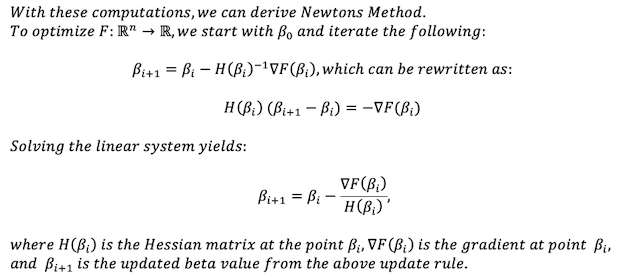 With these computations, we can derive Newtons Method.
To optimize F: ℝⁿ → ℝ, we start with β₀ and iterate the following:
βᵢ₊₁ = βᵢ − H(βᵢ)⁻¹∇F(βᵢ), which can be rewritten as:
H(βᵢ) (βᵢ₊₁ − βᵢ) = −∇F(βᵢ)
Solving the linear system yields:
βᵢ₊₁ = βᵢ − ∇F(βᵢ)/H(βᵢ)’
where H(βᵢ) is the Hessian matrix at the point βᵢ, ∇F(βᵢ) is the gradient at point βᵢ,
and βᵢ₊₁ is the updated beta value from the above update rule.